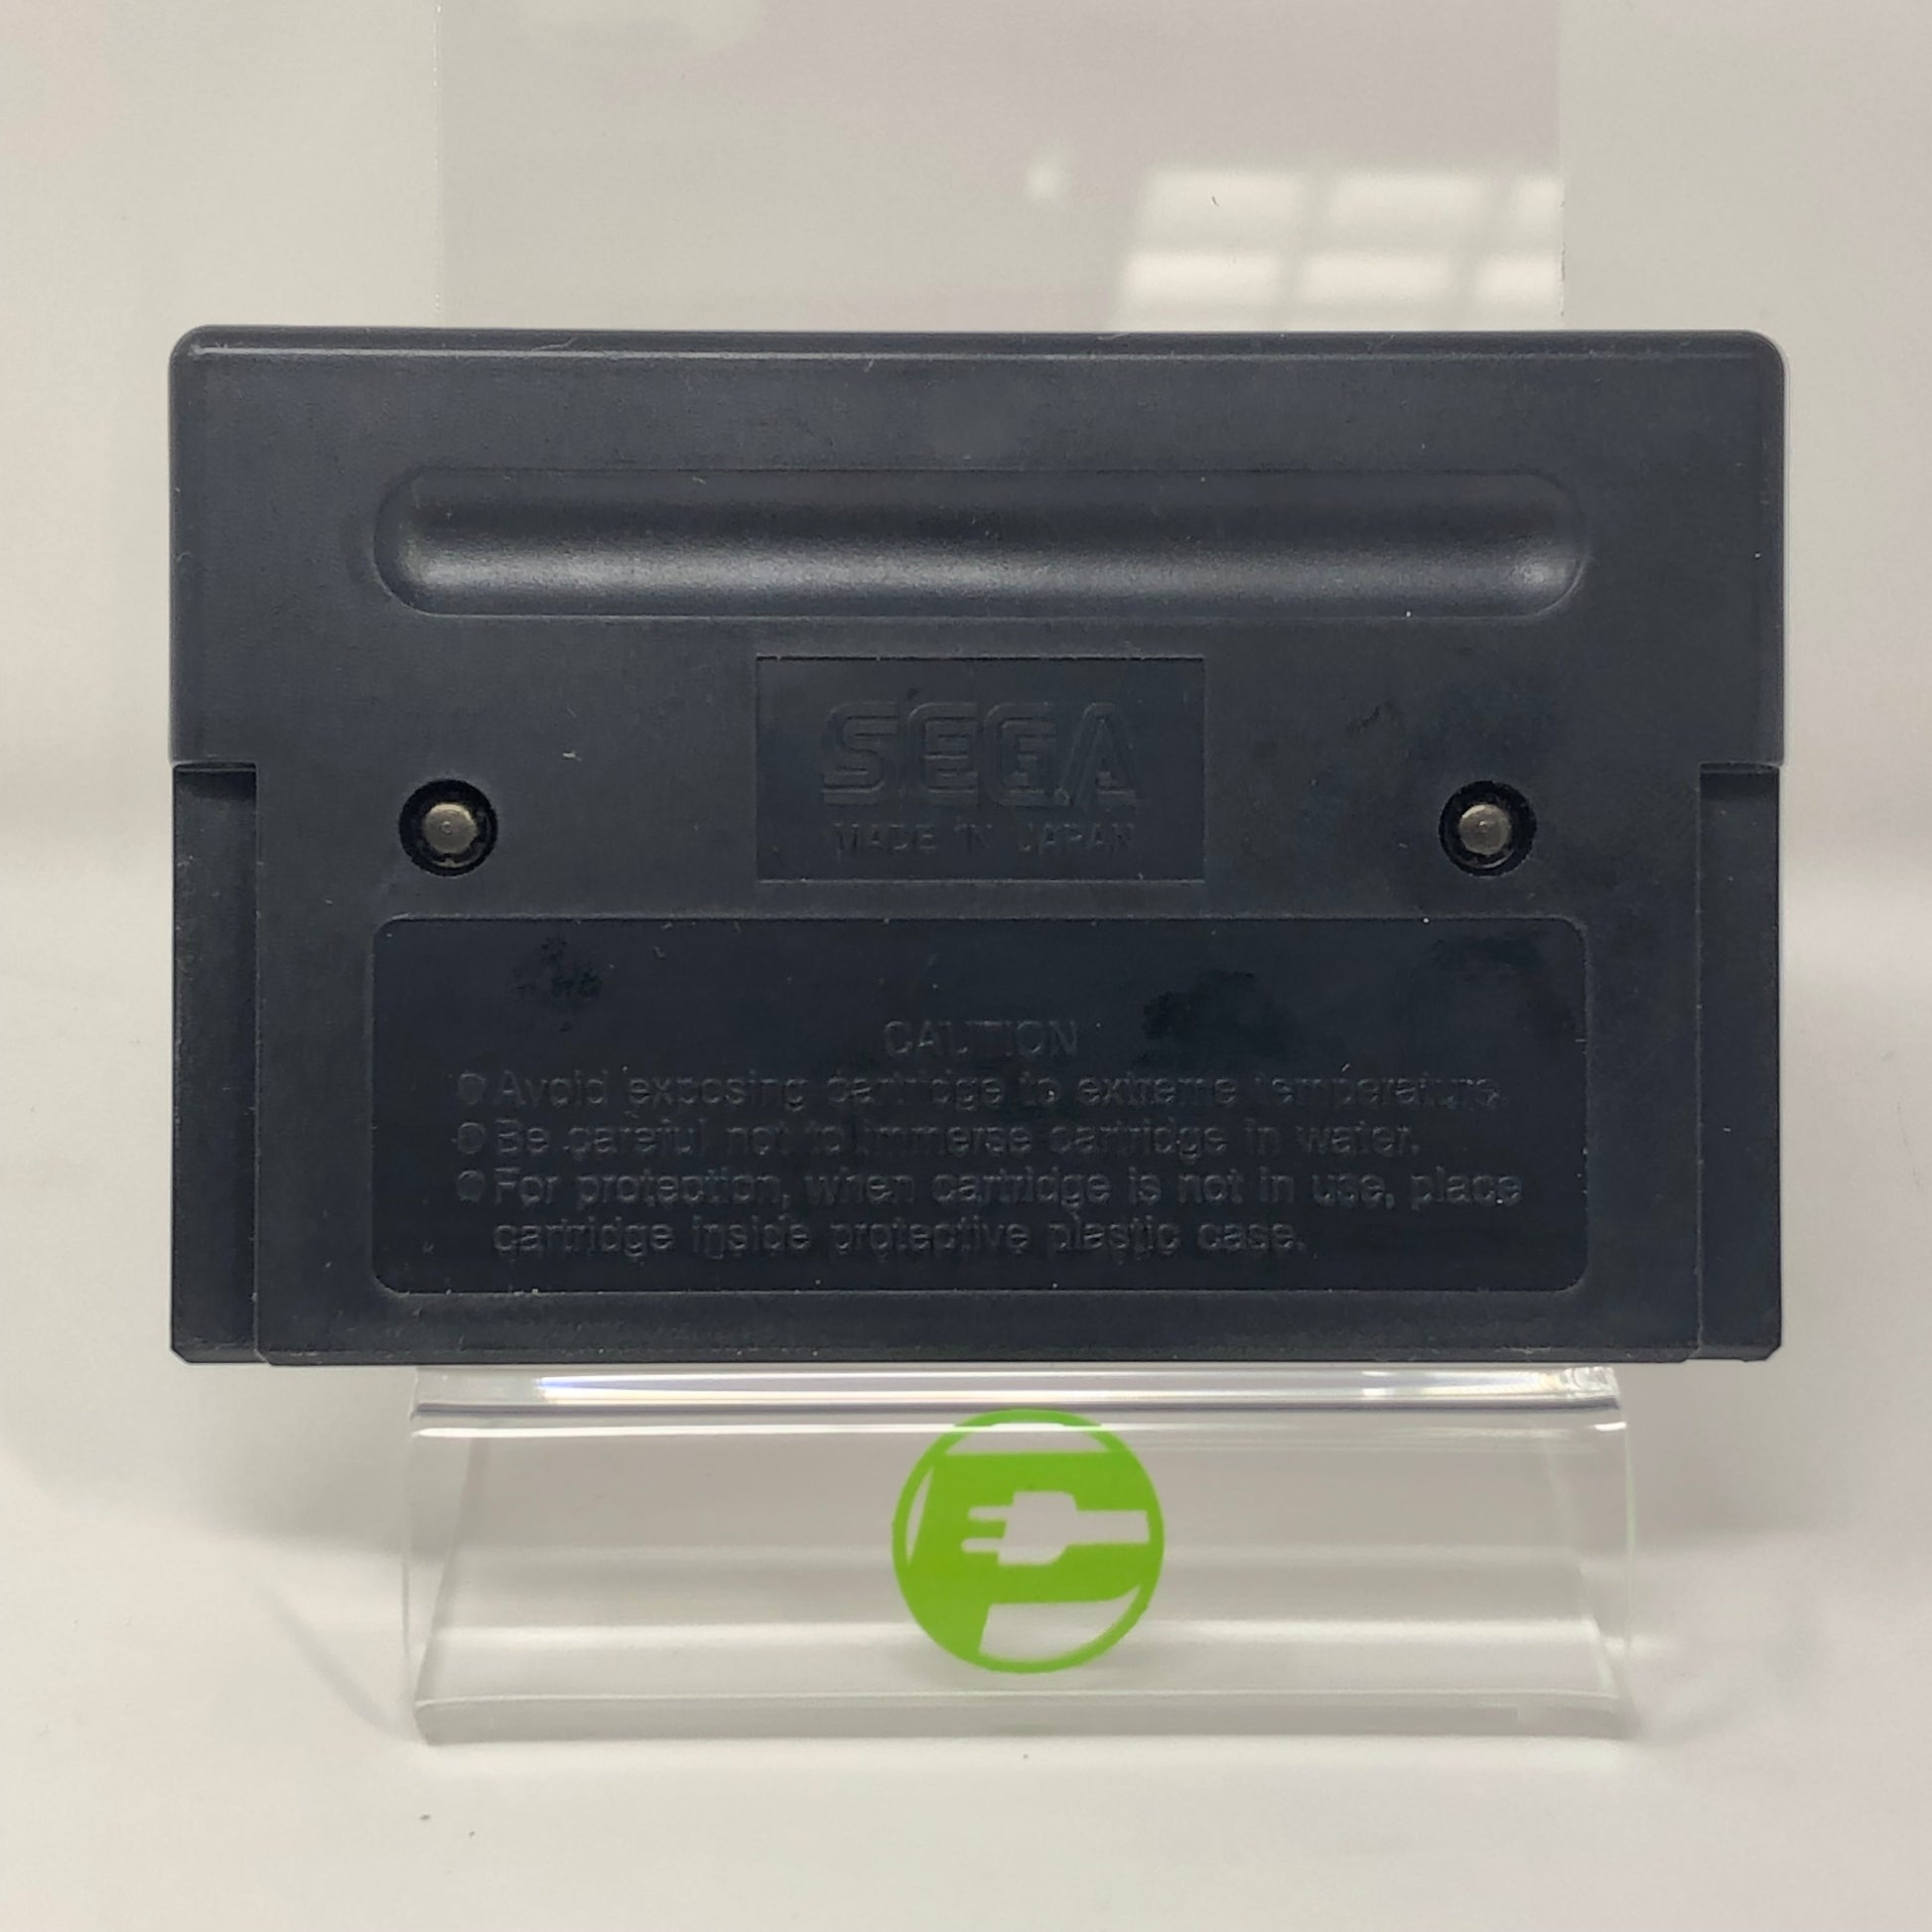 SEGA
MADE IN JAPAN
CAUTION
●Avoid exposing cartridge to extreme temperature.
●Be careful not to immerse cartridge in water.
●For protection, when cartridge is not in use, place
cartridge inside protective plastic case.